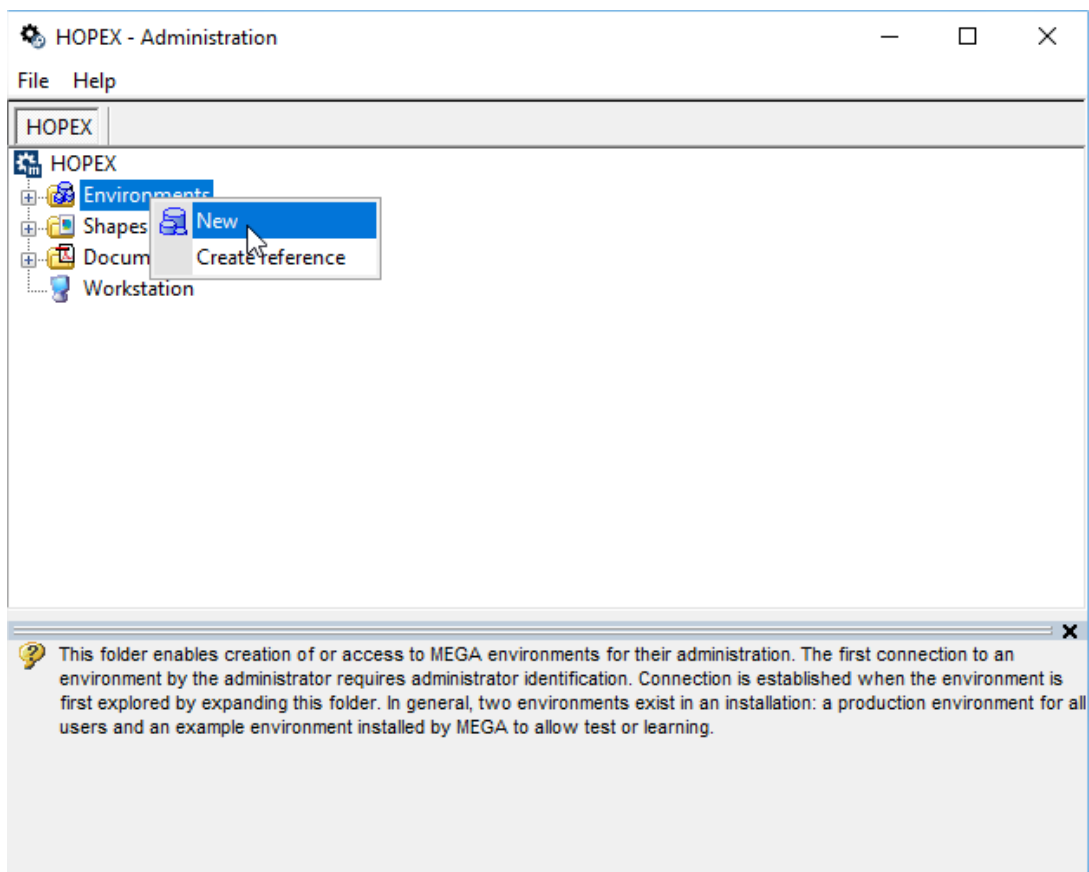 HOPEX - Administration
File Help
HOPEX
HOPEX
Environments
New
Shapes
Create reference
Docum
Workstation
This folder enables creation of or access to MEGA environments for their administration. The first connection to an
environment by the administrator requires administrator identification. Connection is established when the environment is
first explored by expanding this folder. In general, two environments exist in an installation: a production environment for all
users and an example environment installed by MEGA to allow test or learning.